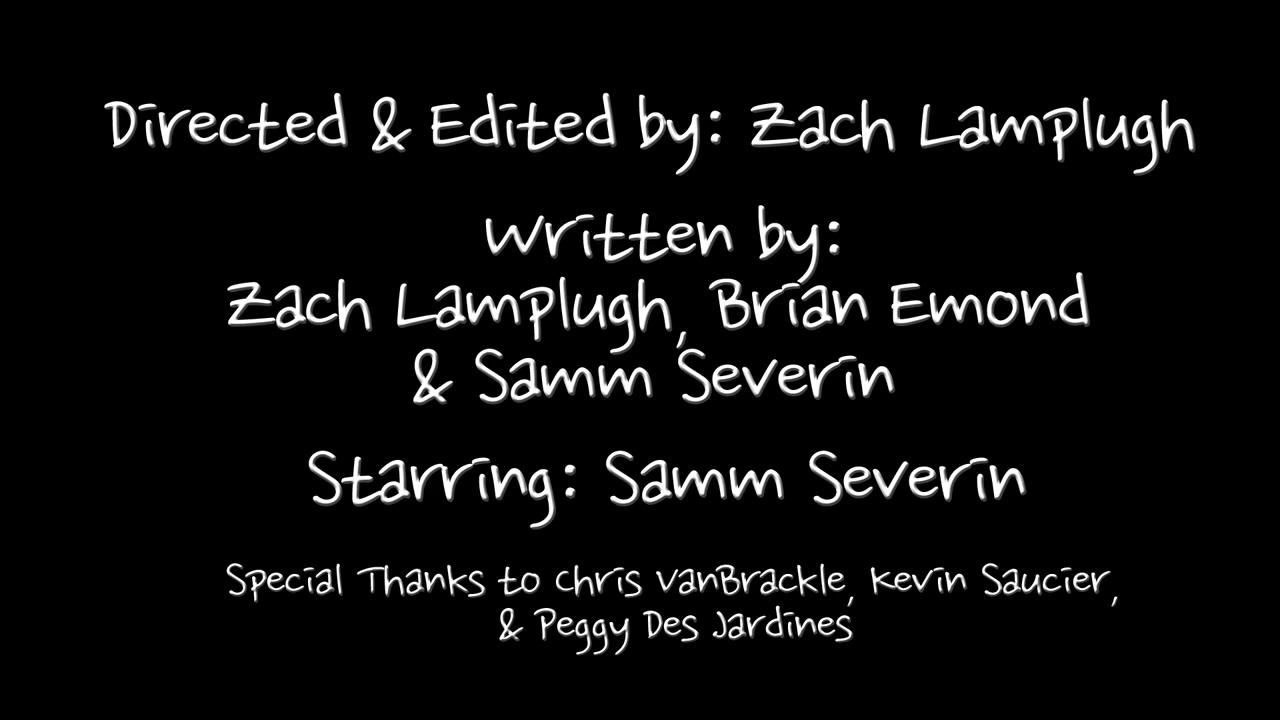 Directed & Edited by: Zach Lamplugh
Written by:
Zach Lamplugh, Brian Emond
& Samm Severin
Starring: Samm Severin
Special Thanks to Chris VanBrackle, Kevin Saucier,
& Peggy Des Jardines